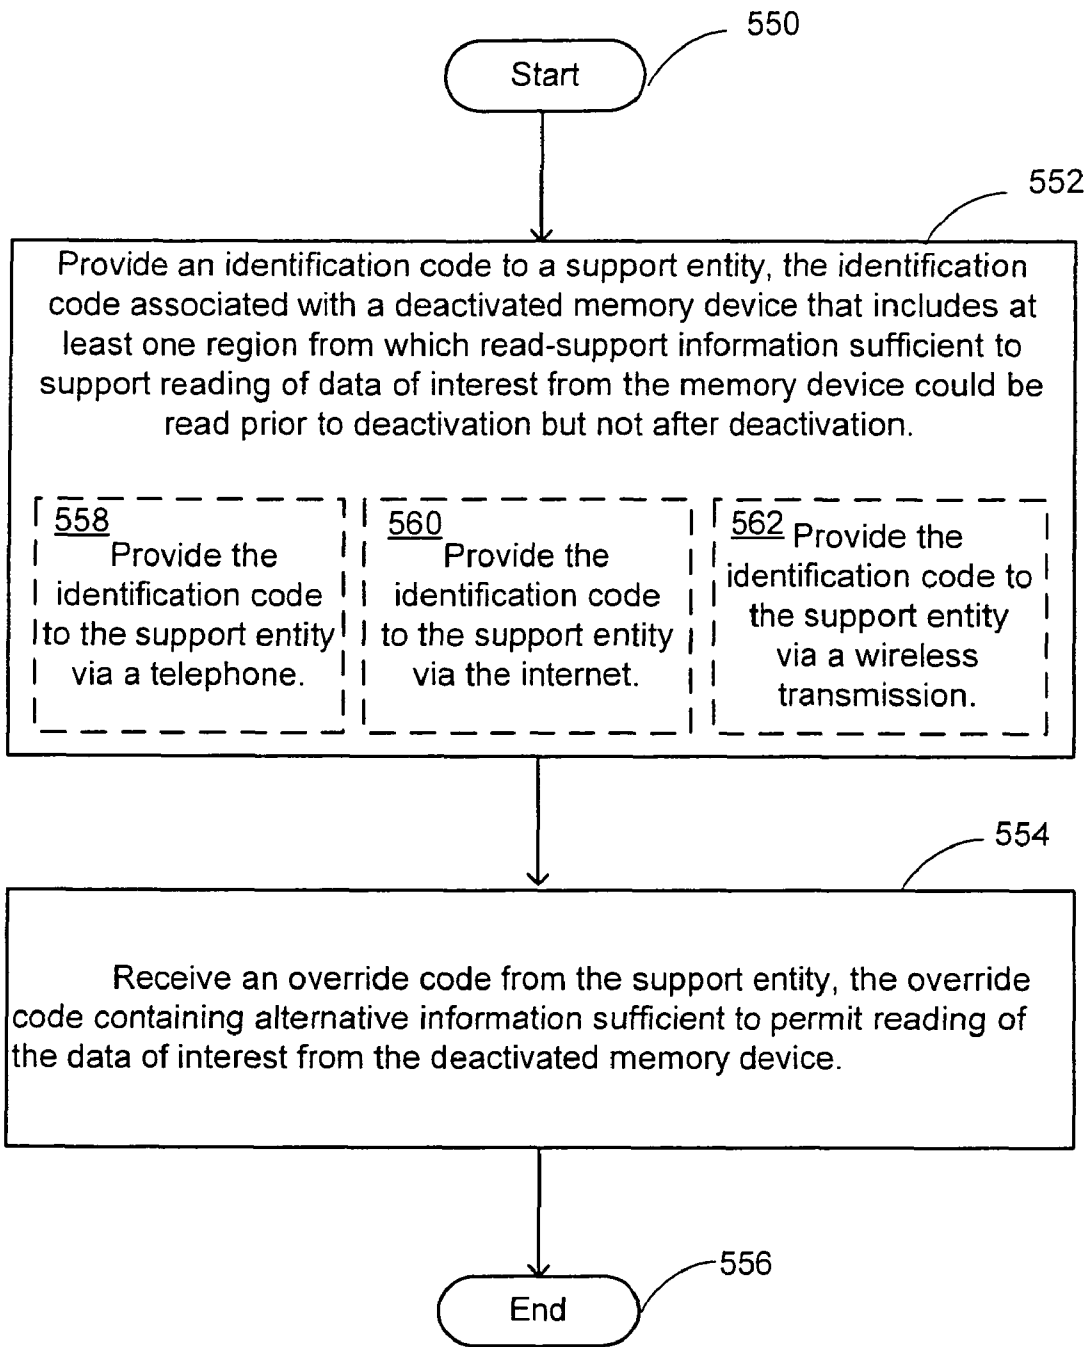 550
Start
552
Provide an identification code to a support entity, the identification
code associated with a deactivated memory device that includes at
least one region from which read-support information sufficient to
support reading of data of interest from the memory device could be
read prior to deactivation but not after deactivation.
558
Provide the
identification code
to the support entity
via a telephone.
560
Provide the
identification code
to the support entity
via the internet.
562 Provide the
identification code to
the support entity
via a wireless
transmission.
554
Receive an override code from the support entity, the override
code containing alternative information sufficient to permit reading of
the data of interest from the deactivated memory device.
556
End